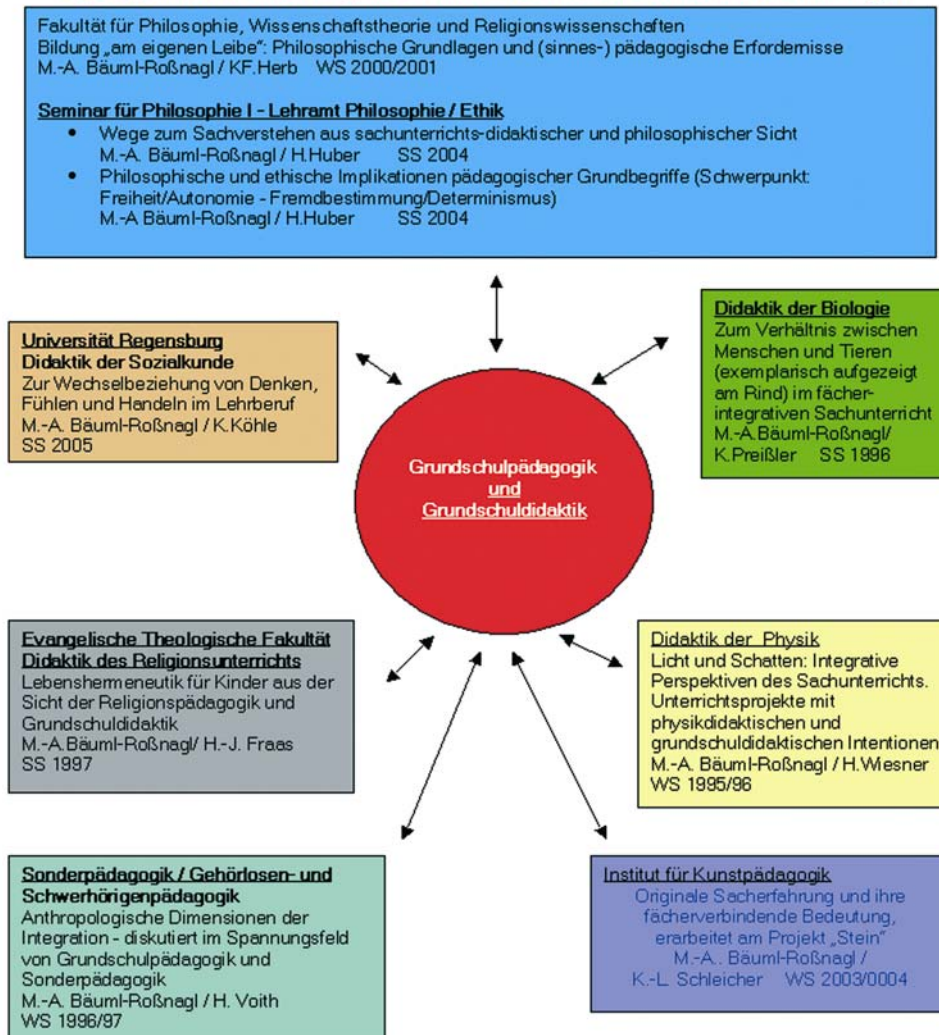 Fakultät für Philosophie, Wissenschaftstheorie und Religionswissenschaften
Bildung „am eigenen Leibe“: Philosophische Grundlagen und (sinnes-) pädagogische Erfordernisse
M.-A. Bäuml-Roßnagl / KF.Herb WS 2000/2001
Seminar für Philosophie I - Lehramt Philosophie / Ethik
• Wege zum Sachverstehen aus sachunterrichts-didaktischer und philosophischer Sicht
M.-A. Bäuml-Roßnagl / H.Huber SS 2004
• Philosophische und ethische Implikationen pädagogischer Grundbegriffe (Schwerpunkt:
Freiheit/Autonomie - Fremdbestimmung/Determinismus)
M.-A Bäuml-Roßnagl / H.Huber SS 2004
Universität Regensburg
Didaktik der Sozialkunde
Zur Wechselbeziehung von Denken,
Fühlen und Handeln im Lehrberuf
M.-A. Bäuml-Roßnagl / K.Köhle
SS 2005
Didaktik der Biologie
Zum Verhältnis zwischen
Menschen und Tieren
(exemplarisch aufgezeigt
am Rind) im fächer-
integrativen Sachunterricht
M.-A.Bäuml-Roßnagl/
K.Preißler SS 1996
Grundschulpädagogik
und
Grundschuldidaktik
Evangelische Theologische Fakultät
Didaktik des Religionsunterrichts
Lebenshermeneutik für Kinder aus der
Sicht der Religionspädagogik und
Grundschuldidaktik
M.-A.Bäuml-Roßnagl/ H.-J. Fraas
SS 1997
Didaktik der Physik
Licht und Schatten: Integrative
Perspektiven des Sachunterrichts.
Unterrichtsprojekte mit
physikdidaktischen und
grundschuldidaktischen Intentionen
M.-A. Bäuml-Roßnagl / H.Wiesner
WS 1995/96
Sonderpädagogik / Gehörlosen- und
Schwerhörigenpädagogik
Anthropologische Dimensionen der
Integration - diskutiert im Spannungsfeld
von Grundschulpädagogik und
Sonderpädagogik
M.-A. Bäuml-Roßnagl / H. Voith
WS 1996/97
Institut für Kunstpädagogik
Originale Sacherfahrung und ihre
fächerverbindende Bedeutung,
erarbeitet am Projekt „Stein“
M.-A.. Bäuml-Roßnagl /
K.-L. Schleicher WS 2003/0004